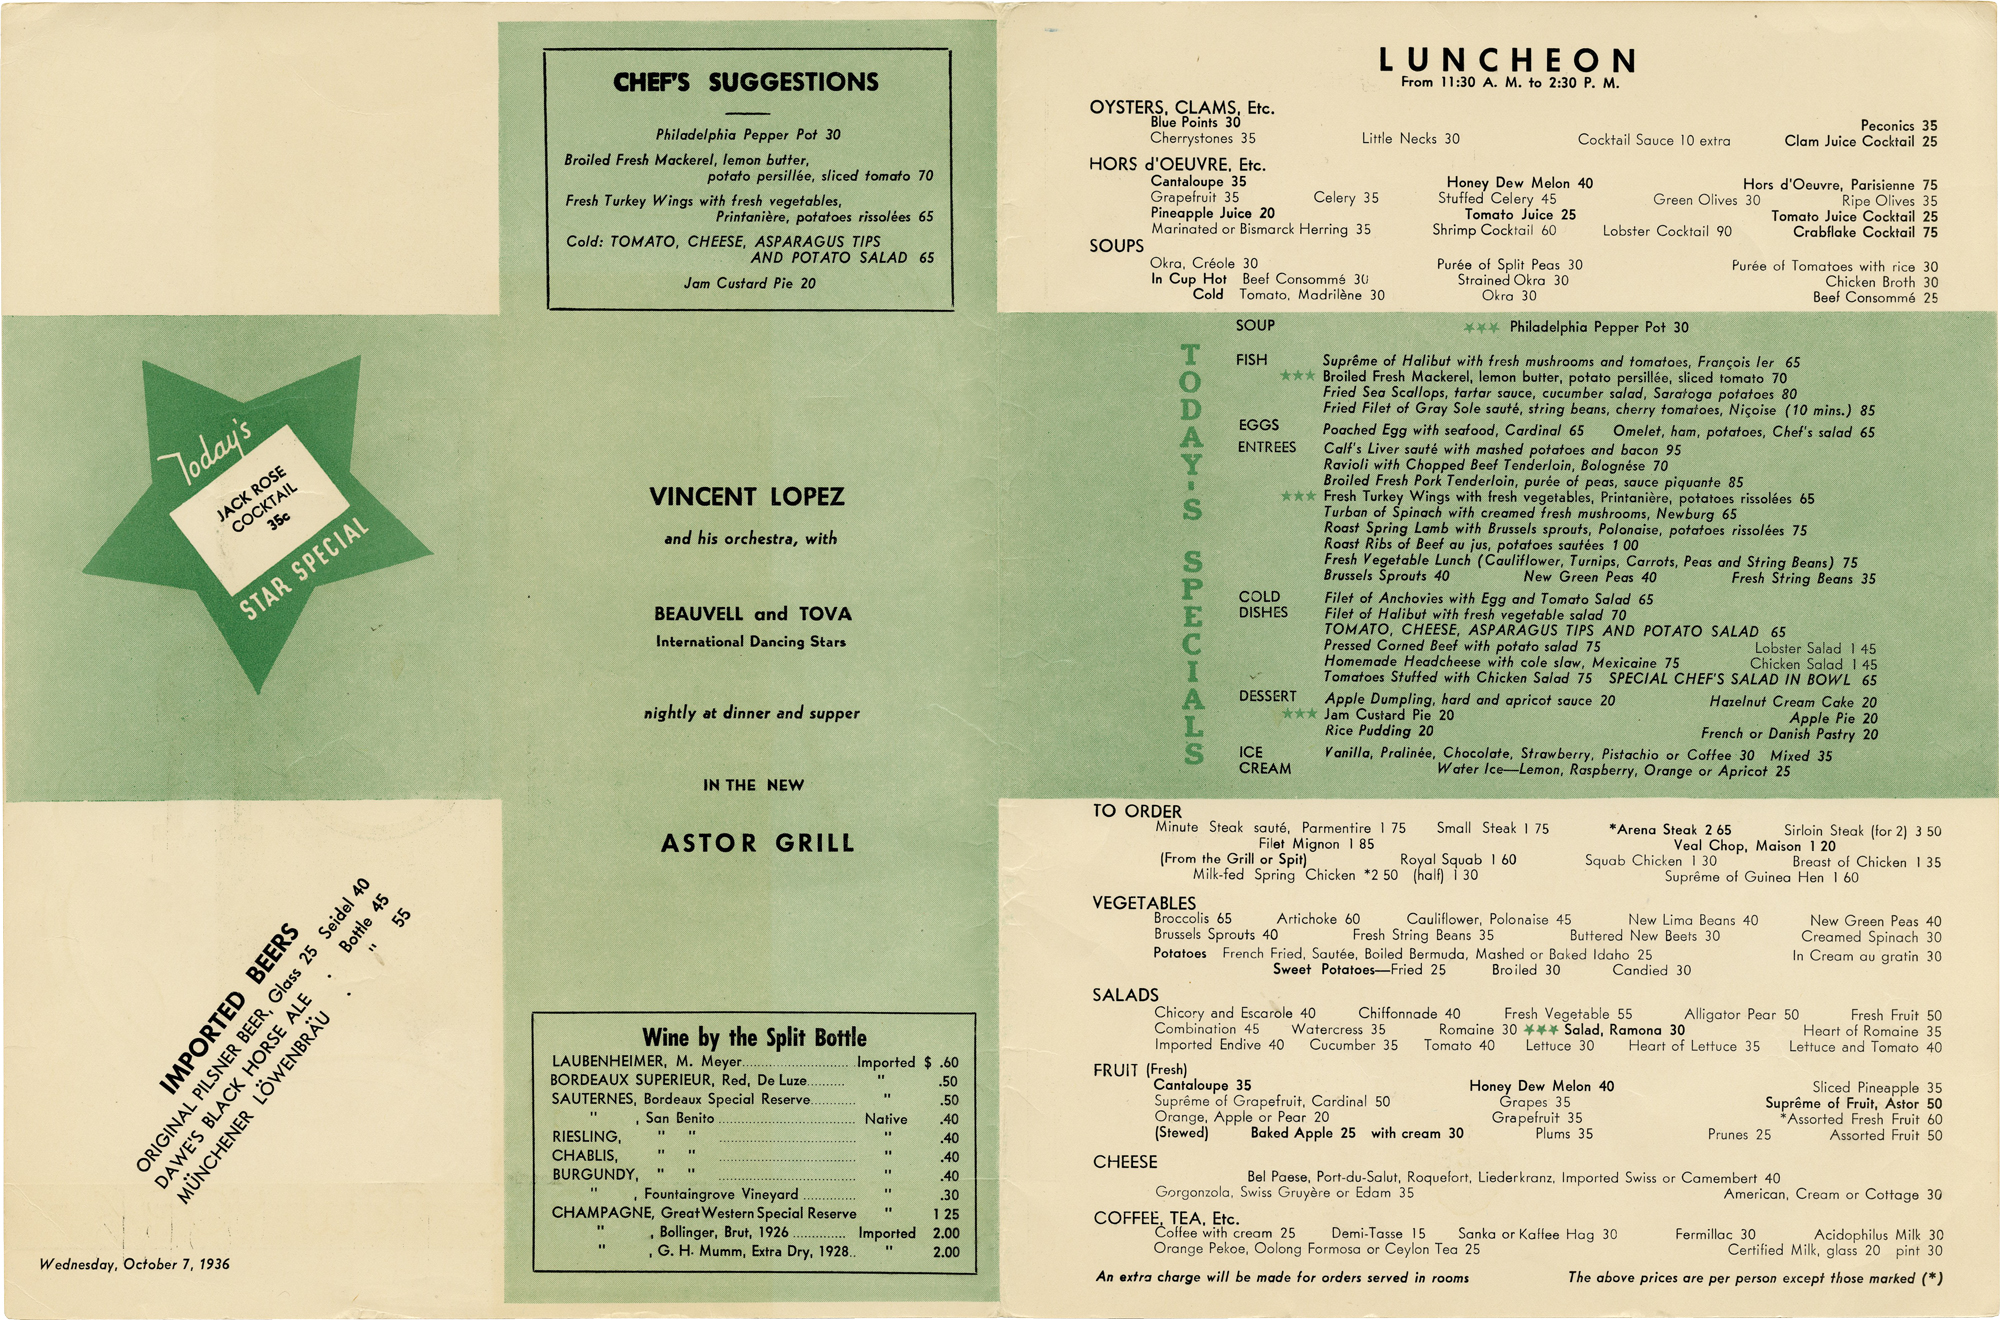 CHEF'S SUGGESTIONS
Philadelphia Pepper Pot 30
Broiled Fresh Mackerel, lemon butter,
potato persillée, sliced tomato 70
Fresh Turkey Wings with fresh vegetables,
Printanière, potatoes rissolées 65
Cold: TOMATO, CHEESE, ASPARAGUS TIPS
AND POTATO SALAD 65
Jam Custard Pie 20
Today's
JACK ROSE
COCKTAIL
35c
STAR SPECIAL
VINCENT LOPEZ
and his orchestra, with
BEAUVELL and TOVA
International Dancing Stars
nightly at dinner and supper
IN THE NEW
ASTOR GRILL
IMPORTED BEERS
ORIGINAL PILSNER BEER, Glass 25 Seidel 40
DAWE'S BLACK HORSE ALE . Bottle 45
MÜNCHENER LÖWENBRÄU . " 55
Wednesday, October 7, 1936
Wine by the Split Bottle
LAUBENHEIMER, M. Meyer Imported $ .60
BORDEAUX SUPERIEUR, Red, De Luze " .50
SAUTERNES, Bordeaux Special Reserve " .50
" , San Benito Native .40
RIESLING, " " " .40
CHABLIS, " " " .40
BURGUNDY, " " " .40
" , Fountaingrove Vineyard " .30
CHAMPAGNE, Great Western Special Reserve " 1 25
" , Bollinger, Brut, 1926 Imported 2.00
" , G. H. Mumm, Extra Dry, 1928 " 2.00
LUNCHEON
From 11:30 A. M. to 2:30 P. M.
OYSTERS, CLAMS, Etc.
Blue Points 30 Peconics 35
Cherrystones 35 Little Necks 30 Cocktail Sauce 10 extra Clam Juice Cocktail 25
HORS d'OEUVRE, Etc.
Cantaloupe 35 Honey Dew Melon 40 Hors d'Oeuvre, Parisienne 75
Grapefruit 35 Celery 35 Stuffed Celery 45 Green Olives 30 Ripe Olives 35
Pineapple Juice 20 Tomato Juice 25 Tomato Juice Cocktail 25
Marinated or Bismarck Herring 35 Shrimp Cocktail 60 Lobster Cocktail 90 Crabflake Cocktail 75
SOUPS
Okra, Créole 30 Purée of Split Peas 30 Purée of Tomatoes with rice 30
In Cup Hot Beef Consommé 30 Strained Okra 30 Chicken Broth 30
Cold Tomato, Madrilène 30 Okra 30 Beef Consommé 25
TODAY'S SPECIALS
SOUP ★★★ Philadelphia Pepper Pot 30
FISH Suprême of Halibut with fresh mushrooms and tomatoes, François Ier 65
★★★ Broiled Fresh Mackerel, lemon butter, potato persillée, sliced tomato 70
Fried Sea Scallops, tartar sauce, cucumber salad, Saratoga potatoes 80
Fried Filet of Gray Sole sauté, string beans, cherry tomatoes, Niçoise (10 mins.) 85
EGGS Poached Egg with seafood, Cardinal 65 Omelet, ham, potatoes, Chef's salad 65
ENTREES Calf's Liver sauté with mashed potatoes and bacon 95
Ravioli with Chopped Beef Tenderloin, Bolognése 70
Broiled Fresh Pork Tenderloin, purée of peas, sauce piquante 85
★★★ Fresh Turkey Wings with fresh vegetables, Printanière, potatoes rissolées 65
Turban of Spinach with creamed fresh mushrooms, Newburg 65
Roast Spring Lamb with Brussels sprouts, Polonaise, potatoes rissolées 75
Roast Ribs of Beef au jus, potatoes sautées 1 00
Fresh Vegetable Lunch (Cauliflower, Turnips, Carrots, Peas and String Beans) 75
Brussels Sprouts 40 New Green Peas 40 Fresh String Beans 35
COLD Filet of Anchovies with Egg and Tomato Salad 65
DISHES Filet of Halibut with fresh vegetable salad 70
TOMATO, CHEESE, ASPARAGUS TIPS AND POTATO SALAD 65
Pressed Corned Beef with potato salad 75 Lobster Salad 1 45
Homemade Headcheese with cole slaw, Mexicaine 75 Chicken Salad 1 45
Tomatoes Stuffed with Chicken Salad 75 SPECIAL CHEF'S SALAD IN BOWL 65
DESSERT Apple Dumpling, hard and apricot sauce 20 Hazelnut Cream Cake 20
★★★ Jam Custard Pie 20 Apple Pie 20
Rice Pudding 20 French or Danish Pastry 20
ICE Vanilla, Pralinée, Chocolate, Strawberry, Pistachio or Coffee 30 Mixed 35
CREAM Water Ice—Lemon, Raspberry, Orange or Apricot 25
TO ORDER
Minute Steak sauté, Parmentire 1 75 Small Steak 1 75 *Arena Steak 2 65 Sirloin Steak (for 2) 3 50
Filet Mignon 1 85 Veal Chop, Maison 1 20
(From the Grill or Spit) Royal Squab 1 60 Squab Chicken 1 30 Breast of Chicken 1 35
Milk-fed Spring Chicken *2 50 (half) 1 30 Suprême of Guinea Hen 1 60
VEGETABLES
Broccolis 65 Artichoke 60 Cauliflower, Polonaise 45 New Lima Beans 40 New Green Peas 40
Brussels Sprouts 40 Fresh String Beans 35 Buttered New Beets 30 Creamed Spinach 30
Potatoes French Fried, Sautée, Boiled Bermuda, Mashed or Baked Idaho 25 In Cream au gratin 30
Sweet Potatoes—Fried 25 Broiled 30 Candied 30
SALADS
Chicory and Escarole 40 Chiffonnade 40 Fresh Vegetable 55 Alligator Pear 50 Fresh Fruit 50
Combination 45 Watercress 35 Romaine 30 ★★★ Salad, Ramona 30 Heart of Romaine 35
Imported Endive 40 Cucumber 35 Tomato 40 Lettuce 30 Heart of Lettuce 35 Lettuce and Tomato 40
FRUIT (Fresh)
Cantaloupe 35 Honey Dew Melon 40 Sliced Pineapple 35
Suprême of Grapefruit, Cardinal 50 Grapes 35 Suprême of Fruit, Astor 50
Orange, Apple or Pear 20 Grapefruit 35 *Assorted Fresh Fruit 60
(Stewed) Baked Apple 25 with cream 30 Plums 35 Prunes 25 Assorted Fruit 50
CHEESE
Bel Paese, Port-du-Salut, Roquefort, Liederkranz, Imported Swiss or Camembert 40
Gorgonzola, Swiss Gruyère or Edam 35 American, Cream or Cottage 30
COFFEE, TEA, Etc.
Coffee with cream 25 Demi-Tasse 15 Sanka or Kaffee Hag 30 Fermillac 30 Acidophilus Milk 30
Orange Pekoe, Oolong Formosa or Ceylon Tea 25 Certified Milk, glass 20 pint 30
An extra charge will be made for orders served in rooms The above prices are per person except those marked (*)